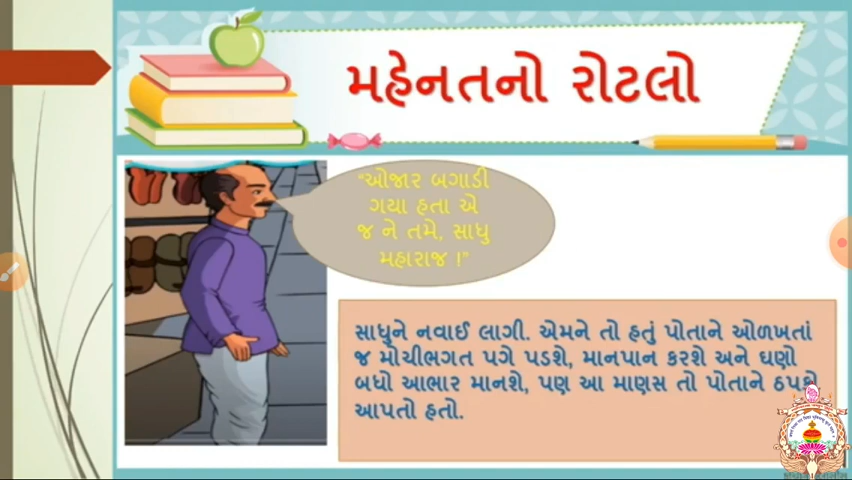 મહેનતનો રોટલો
"ઓજાર બગાડી
ગયા હતા એ
જ ને તમે, સાધુ
મહારાજ !"
સાધુને નવાઈ લાગી. એમને તો હતું પોતાને ઓળખતાં
જ મોચીભગત પગે પડશે, માનપાન કરશે અને ઘણો
બધો આભાર માનશે, પણ આ માણસ તો પોતાને ઠપકો
આપતો હતો.